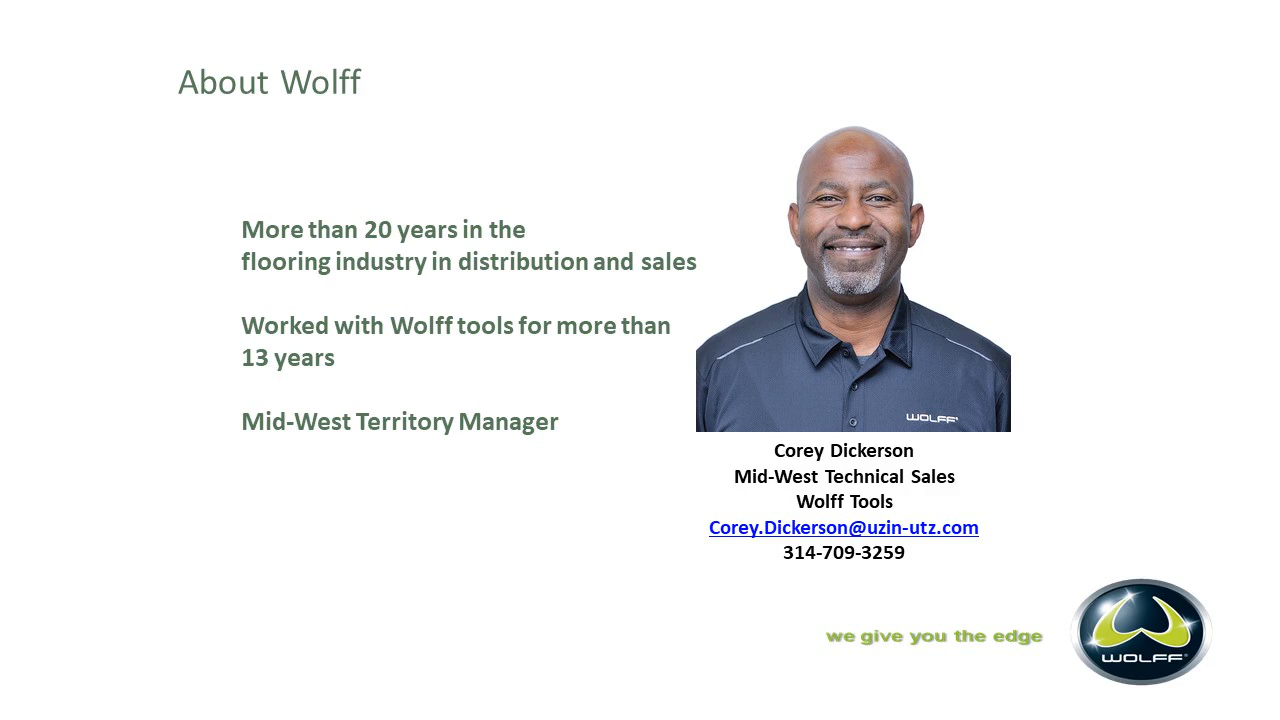 About Wolff
More than 20 years in the
flooring industry in distribution and sales
Worked with Wolff tools for more than
13 years
Mid-West Territory Manager
WOLFF
Corey Dickerson
Mid-West Technical Sales
Wolff Tools
Corey.Dickerson@uzin-utz.com
314-709-3259
we give you the edge
WOLFF®